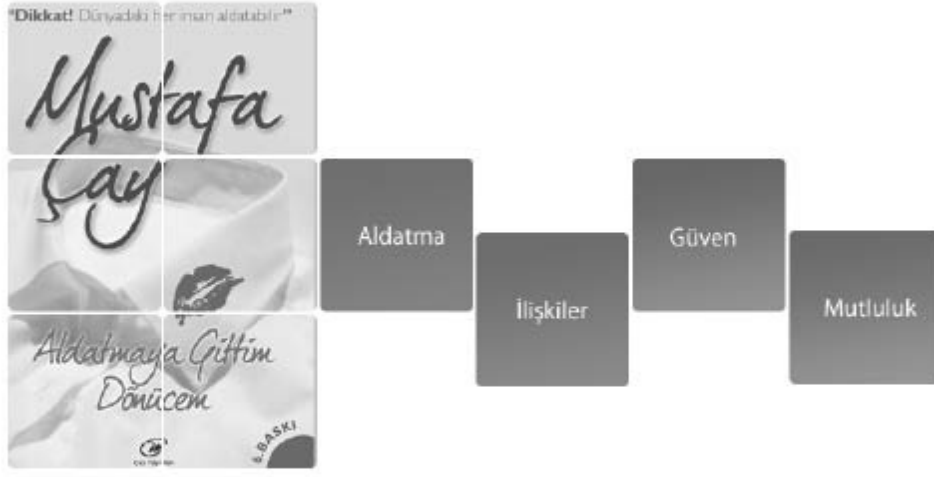 "Dikkat! Dünyadaki her insan aldatabilir"
Mustafa
Çay
Aldatmaya Gittim
Dönücem
6.BASKI
Aldatma
İlişkiler
Güven
Mutluluk